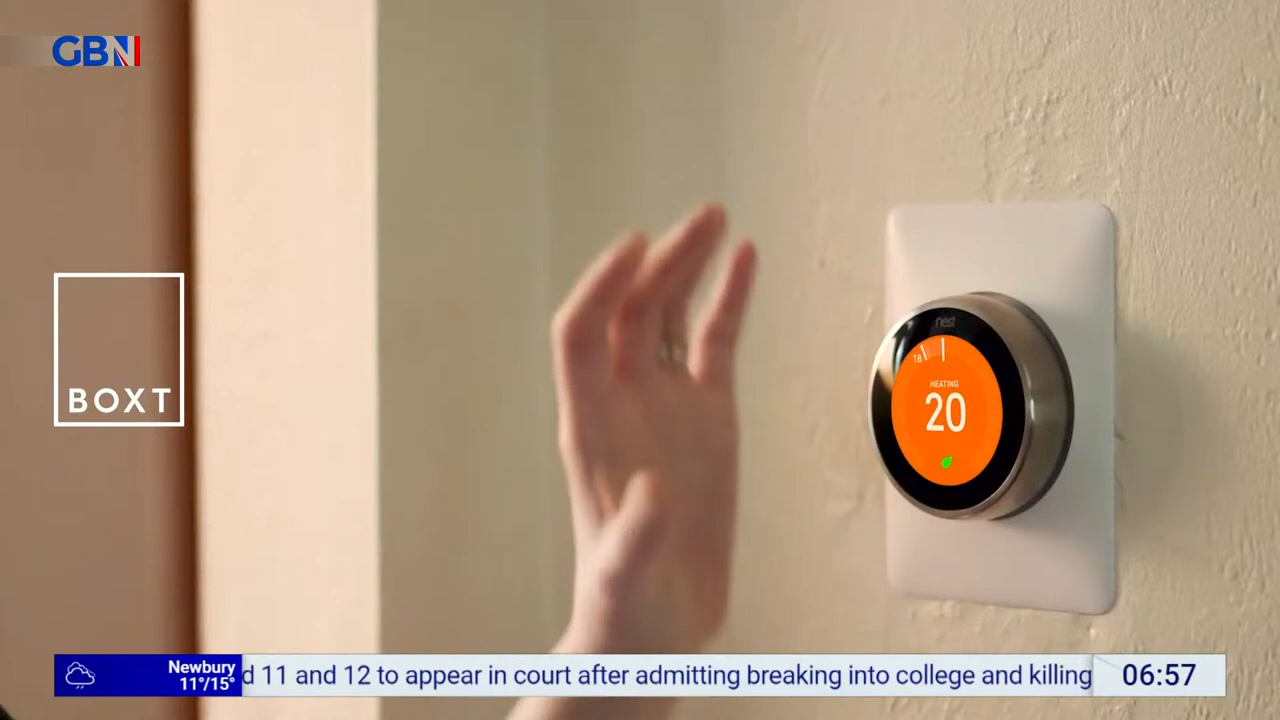 GBN
BOXT
nest
18
HEATING
20
Newbury
11°/15°
d 11 and 12 to appear in court after admitting breaking into college and killing
06:57